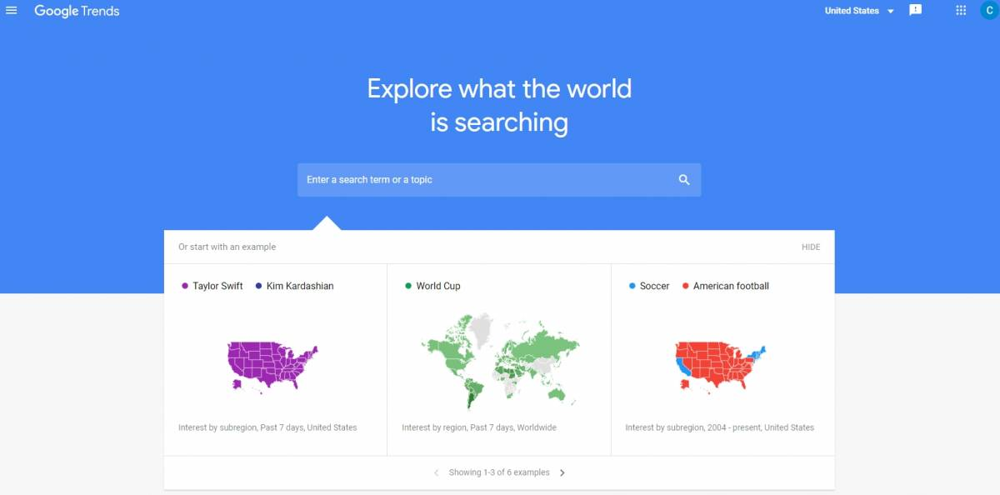 Google Trends
United States
C
Explore what the world
is searching
Enter a search term or a topic
Or start with an example
HIDE
Taylor Swift Kim Kardashian
World Cup
Soccer American football
Interest by subregion, Past 7 days, United States
Interest by region, Past 7 days, Worldwide
Interest by subregion, 2004 - present, United States
Showing 1-3 of 6 examples